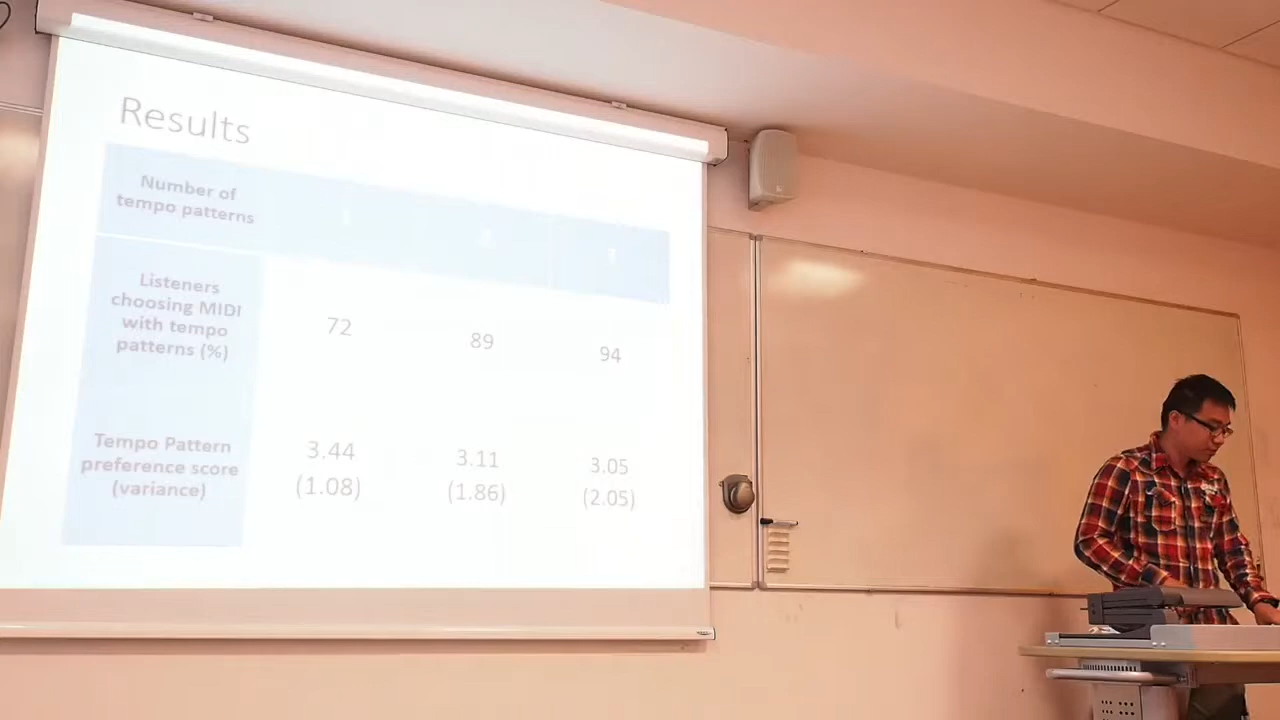 Results
Number of
tempo patterns
Listeners
choosing MIDI
with tempo
patterns (%)
72
89
94
Tempo Pattern
preference score
(variance)
3.44
(1.08)
3.11
(1.86)
3.05
(2.05)